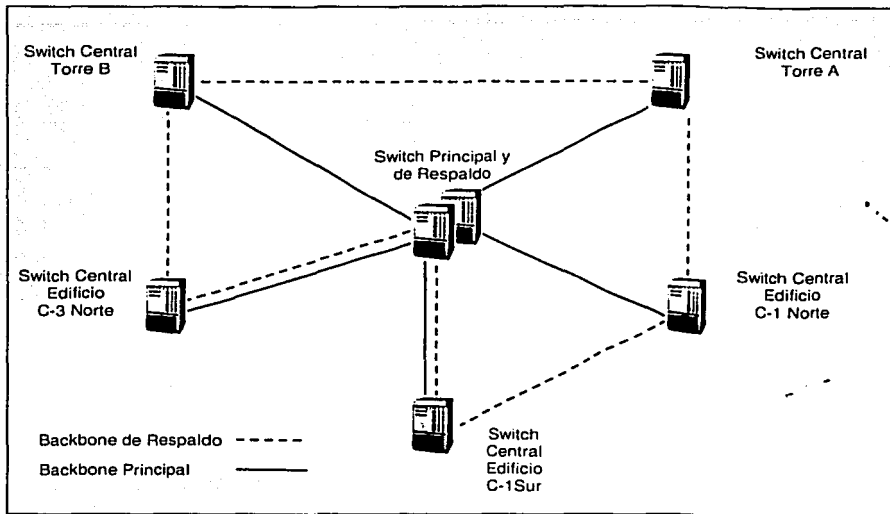 Switch Central
Torre B
Switch Central
Torre A
Switch Principal y
de Respaldo
Switch Central
Edificio
C-3 Norte
Switch Central
Edificio
C-1 Norte
Backbone de Respaldo
Backbone Principal
Switch
Central
Edificio
C-1Sur